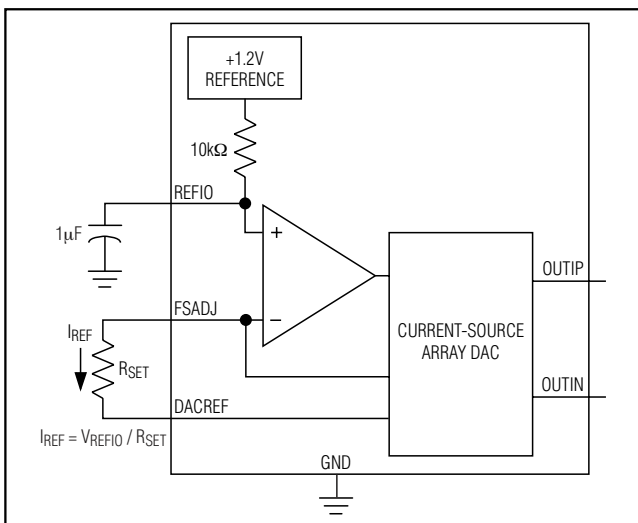 +1.2V
REFERENCE
10kΩ
REFIO
1μF
+
OUTIP
FSADJ
−
CURRENT-SOURCE
ARRAY DAC
IREF
RSET
OUTIN
DACREF
IREF = VREFIO / RSET
GND